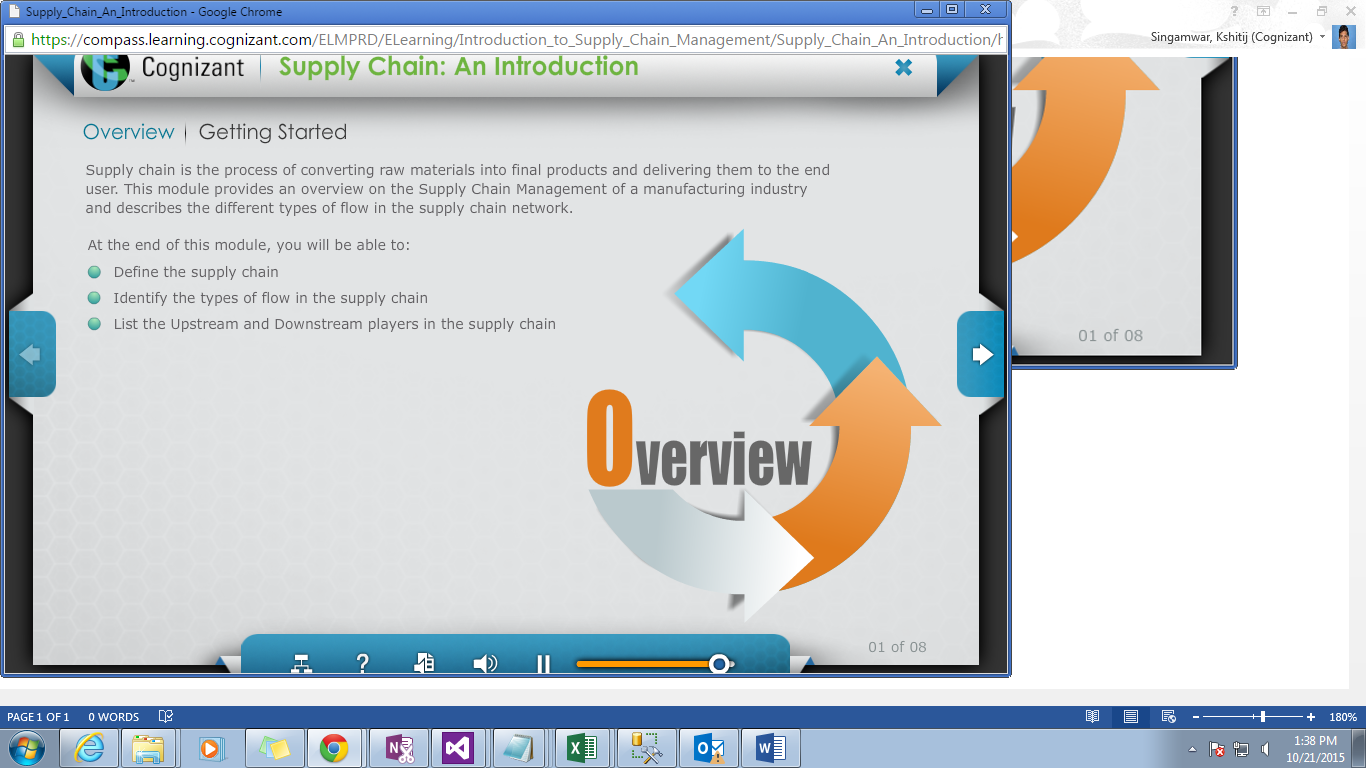 Supply_Chain_An_Introduction - Google Chrome
https://compass.learning.cognizant.com/ELMPRD/ELearning/Introduction_to_Supply_Chain_Management/Supply_Chain_An_Introduction/h
Singamwar, Kshitij (Cognizant)
Cognizant
Supply Chain: An Introduction
Overview | Getting Started
Supply chain is the process of converting raw materials into final products and delivering them to the end
user. This module provides an overview on the Supply Chain Management of a manufacturing industry
and describes the different types of flow in the supply chain network.
At the end of this module, you will be able to:
Define the supply chain
Identify the types of flow in the supply chain
List the Upstream and Downstream players in the supply chain
Overview
01 of 08
01 of 08
PAGE 1 OF 1 0 WORDS
180%
1:38 PM
10/21/2015